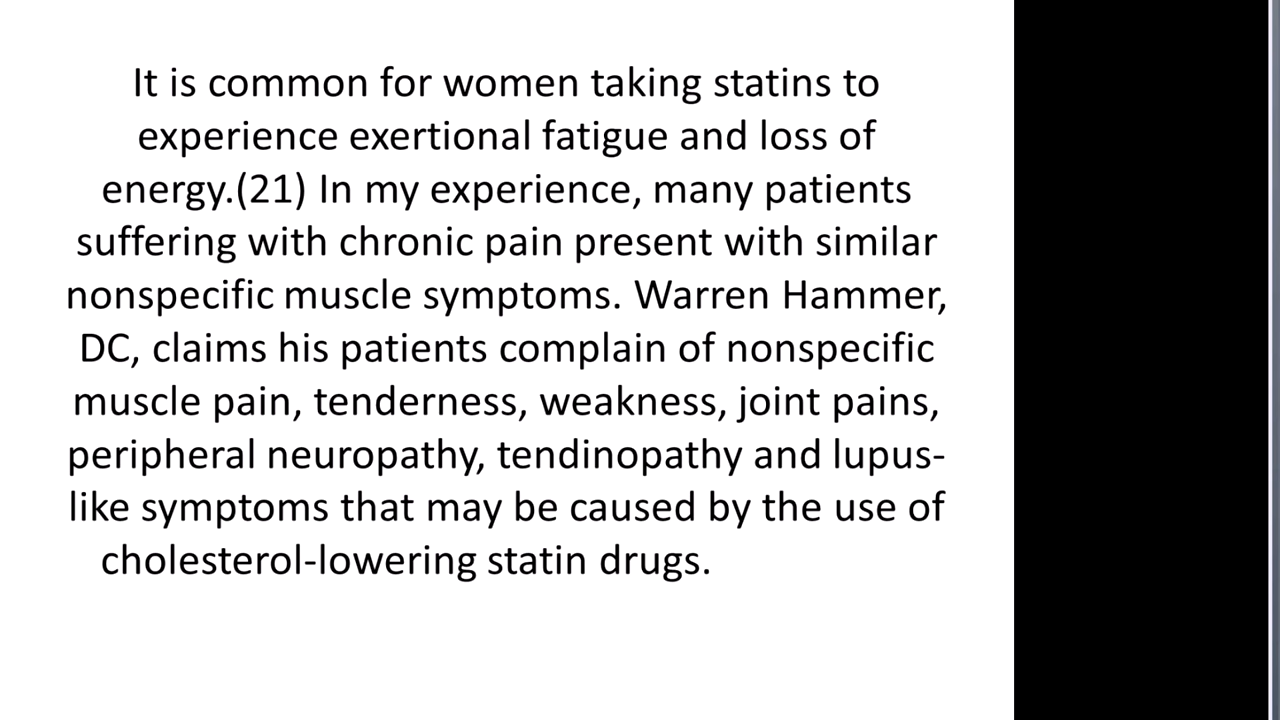 It is common for women taking statins to
experience exertional fatigue and loss of
energy.(21) In my experience, many patients
suffering with chronic pain present with similar
nonspecific muscle symptoms. Warren Hammer,
DC, claims his patients complain of nonspecific
muscle pain, tenderness, weakness, joint pains,
peripheral neuropathy, tendinopathy and lupus-
like symptoms that may be caused by the use of
cholesterol-lowering statin drugs.